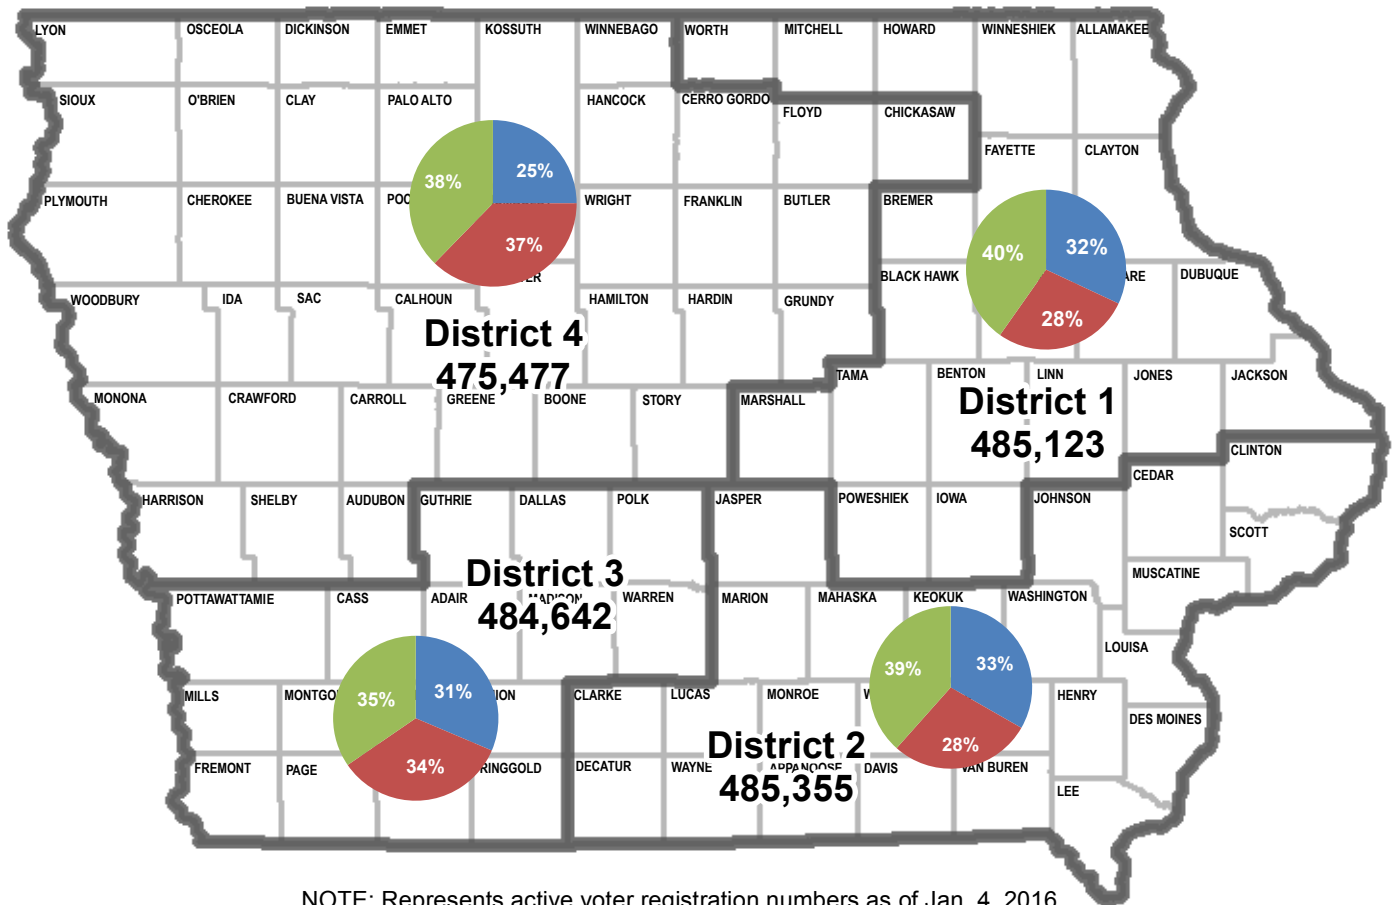 LYON OSCEOLA DICKINSON EMMET KOSSUTH WINNEBAGO WORTH MITCHELL HOWARD WINNESHIEK ALLAMAKEE
SIOUX O'BRIEN CLAY PALO ALTO HANCOCK CERRO GORDO FLOYD CHICKASAW
FAYETTE CLAYTON
38% 25% 37%
PLYMOUTH CHEROKEE BUENA VISTA WRIGHT FRANKLIN BUTLER BREMER
40% 32% 28%
BLACK HAWK DUBUQUE
WOODBURY IDA SAC CALHOUN HAMILTON HARDIN GRUNDY
District 4
475,477
TAMA BENTON LINN JONES JACKSON
MONONA CRAWFORD CARROLL GREENE BOONE STORY MARSHALL
District 1
485,123
CLINTON
CEDAR
HARRISON SHELBY AUDUBON GUTHRIE DALLAS POLK JASPER POWESHIEK IOWA JOHNSON
SCOTT
MUSCATINE
District 3
484,642
POTTAWATTAMIE CASS ADAIR MADISON WARREN MARION MAHASKA KEOKUK WASHINGTON
LOUISA
39% 33% 28%
35% 31% 34%
MILLS CLARKE LUCAS MONROE HENRY
DES MOINES
District 2
485,355
FREMONT PAGE RINGGOLD DECATUR WAYNE APPANOOSE DAVIS VAN BUREN
LEE
NOTE: Represents active voter registration numbers as of Jan. 4, 2016